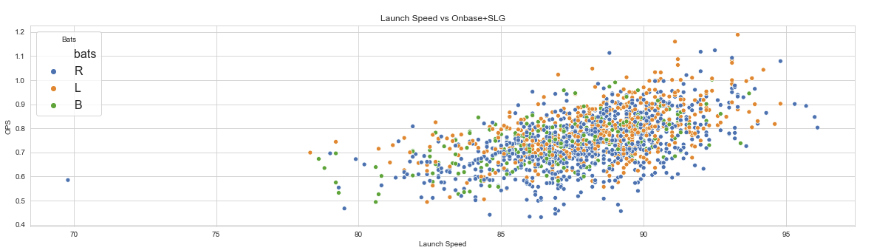 Launch Speed vs Onbase+SLG
OPS
1.2
1.1
1.0
0.9
0.8
0.7
0.6
0.5
0.4
Bats
bats
R
L
B
70
75
80
85
90
95
Launch Speed